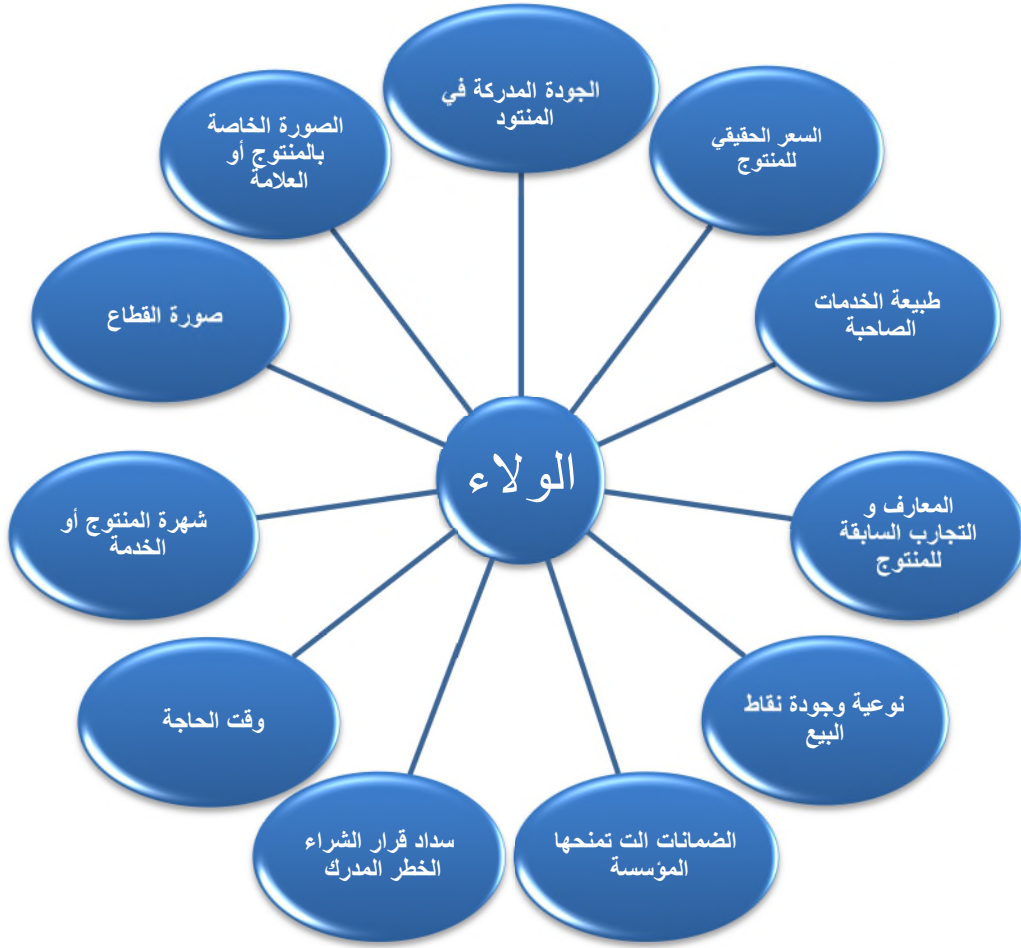 الجودة المدركة في
المنتود
السعر الحقيقي
للمنتوج
طبيعة الخدمات
الصاحبة
المعارف و
التجارب السابقة
للمنتوج
نوعية وجودة نقاط
البيع
الضمانات الت تمنحها
المؤسسة
سداد قرار الشراء
الخطر المدرك
وقت الحاجة
شهرة المنتوج أو
الخدمة
صورة القطاع
الصورة الخاصة
بالمنتوج أو
العلامة
الولاء